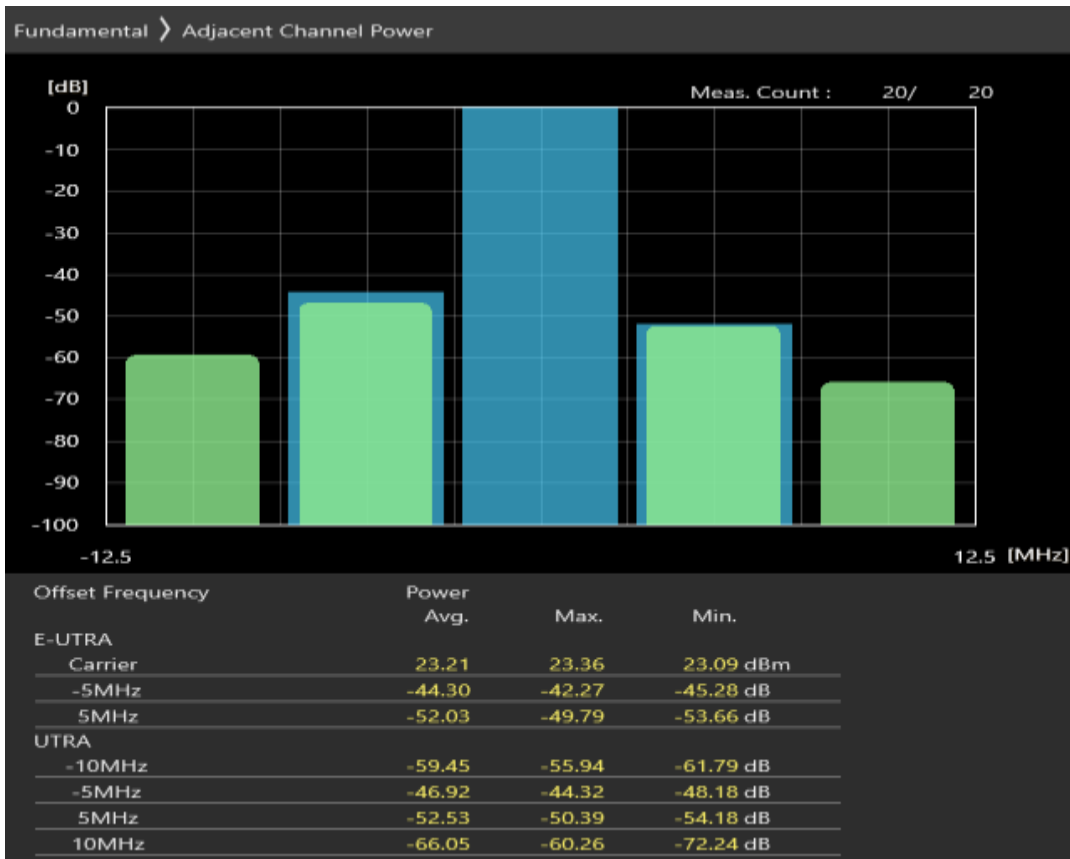 Fundamental 〉 Adjacent Channel Power
[dB]
Meas. Count : 20/ 20
0
-10
-20
-30
-40
-50
-60
-70
-80
-90
-100
-12.5 12.5 [MHz]
Offset Frequency Power
Avg. Max. Min.
E-UTRA
Carrier 23.21 23.36 23.09 dBm
-5MHz -44.30 -42.27 -45.28 dB
5MHz -52.03 -49.79 -53.66 dB
UTRA
-10MHz -59.45 -55.94 -61.79 dB
-5MHz -46.92 -44.32 -48.18 dB
5MHz -52.53 -50.39 -54.18 dB
10MHz -66.05 -60.26 -72.24 dB